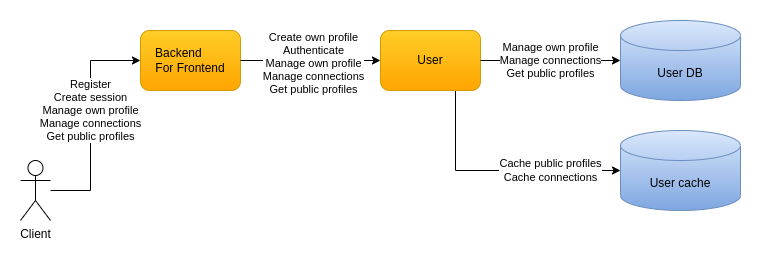 Register
Create session
Manage own profile
Manage connections
Get public profiles
Client
Backend
For Frontend
Create own profile
Authenticate
Manage own profile
Manage connections
Get public profiles
User
Manage own profile
Manage connections
Get public profiles
User DB
Cache public profiles
Cache connections
User cache